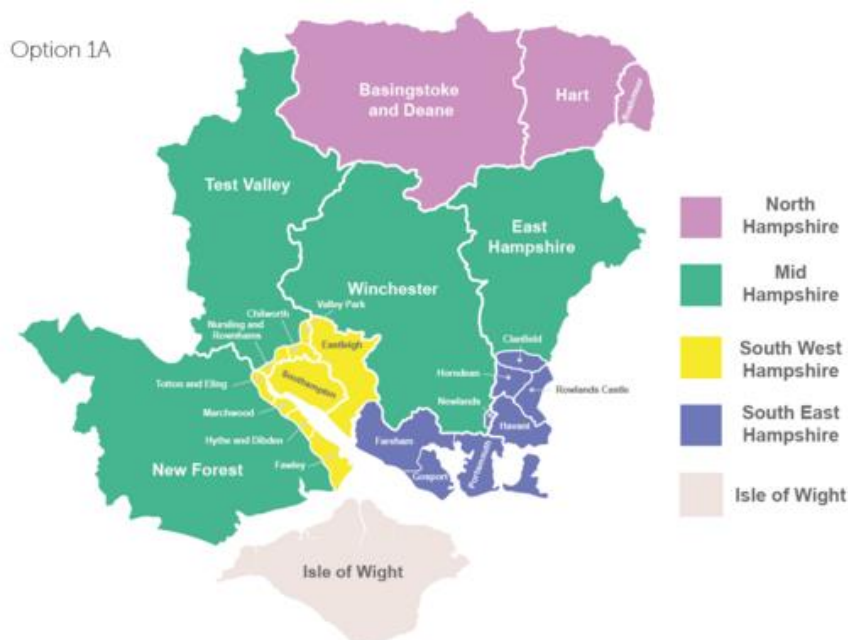 Option 1A
Basingstoke
and Deane
Hart
Rushmoor
Test Valley
East
Hampshire
Winchester
Valley Park
Chilworth
Nursling and
Rownhams
Eastleigh
Southampton
Totton and Eling
Marchwood
Hythe and Dibden
Fawley
New Forest
Clanfield
Horndean
Rowlands Castle
Newlands
Havant
Fareham
Gosport
Portsmouth
Isle of Wight
North
Hampshire
Mid
Hampshire
South West
Hampshire
South East
Hampshire
Isle of Wight